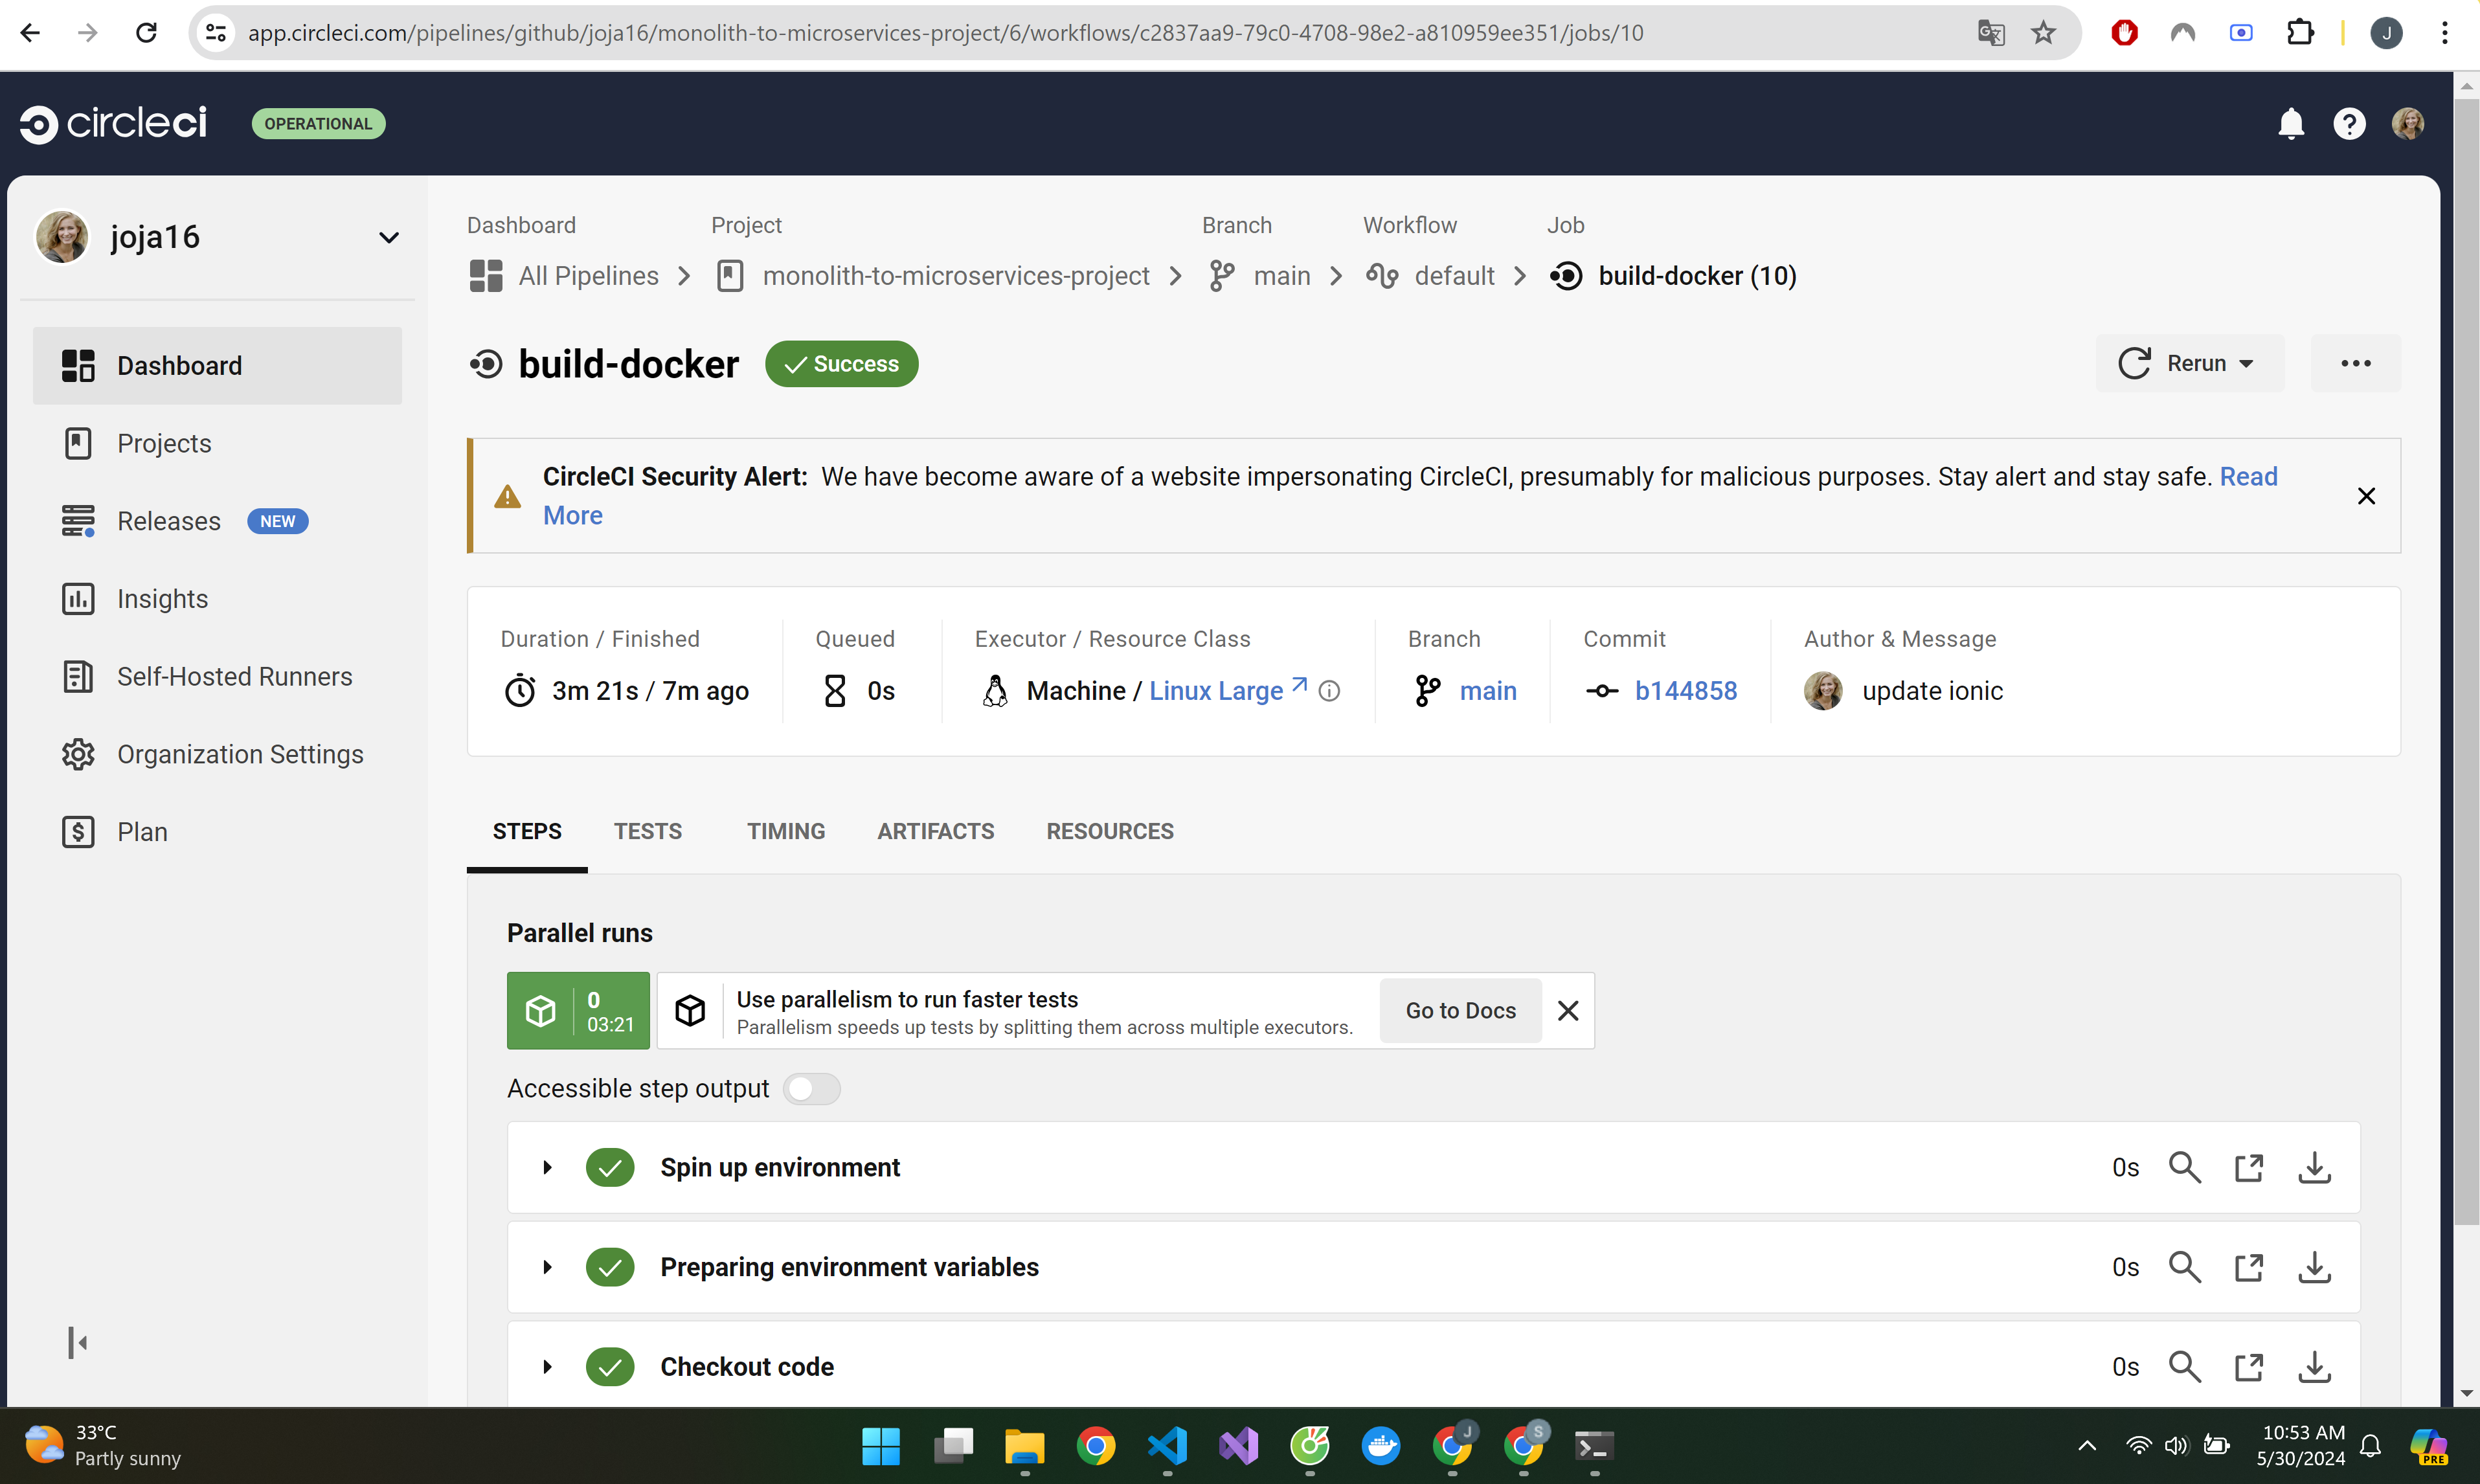 app.circleci.com/pipelines/github/joja16/monolith-to-microservices-project/6/workflows/c2837aa9-79c0-4708-98e2-a810959ee351/jobs/10
J
circleci
OPERATIONAL
joja16
Dashboard
Projects
Releases NEW
Insights
Self-Hosted Runners
Organization Settings
Plan
Dashboard Project Branch Workflow Job
All Pipelines monolith-to-microservices-project main default build-docker (10)
build-docker Success
Rerun
CircleCI Security Alert: We have become aware of a website impersonating CircleCI, presumably for malicious purposes. Stay alert and stay safe. Read
More
Duration / Finished Queued Executor / Resource Class Branch Commit Author & Message
3m 21s / 7m ago 0s Machine / Linux Large main b144858 update ionic
STEPS TESTS TIMING ARTIFACTS RESOURCES
Parallel runs
0
03:21
Use parallelism to run faster tests
Parallelism speeds up tests by splitting them across multiple executors.
Go to Docs
Accessible step output
Spin up environment 0s
Preparing environment variables 0s
Checkout code 0s
33°C
Partly sunny
J
S
10:53 AM
5/30/2024
PRE